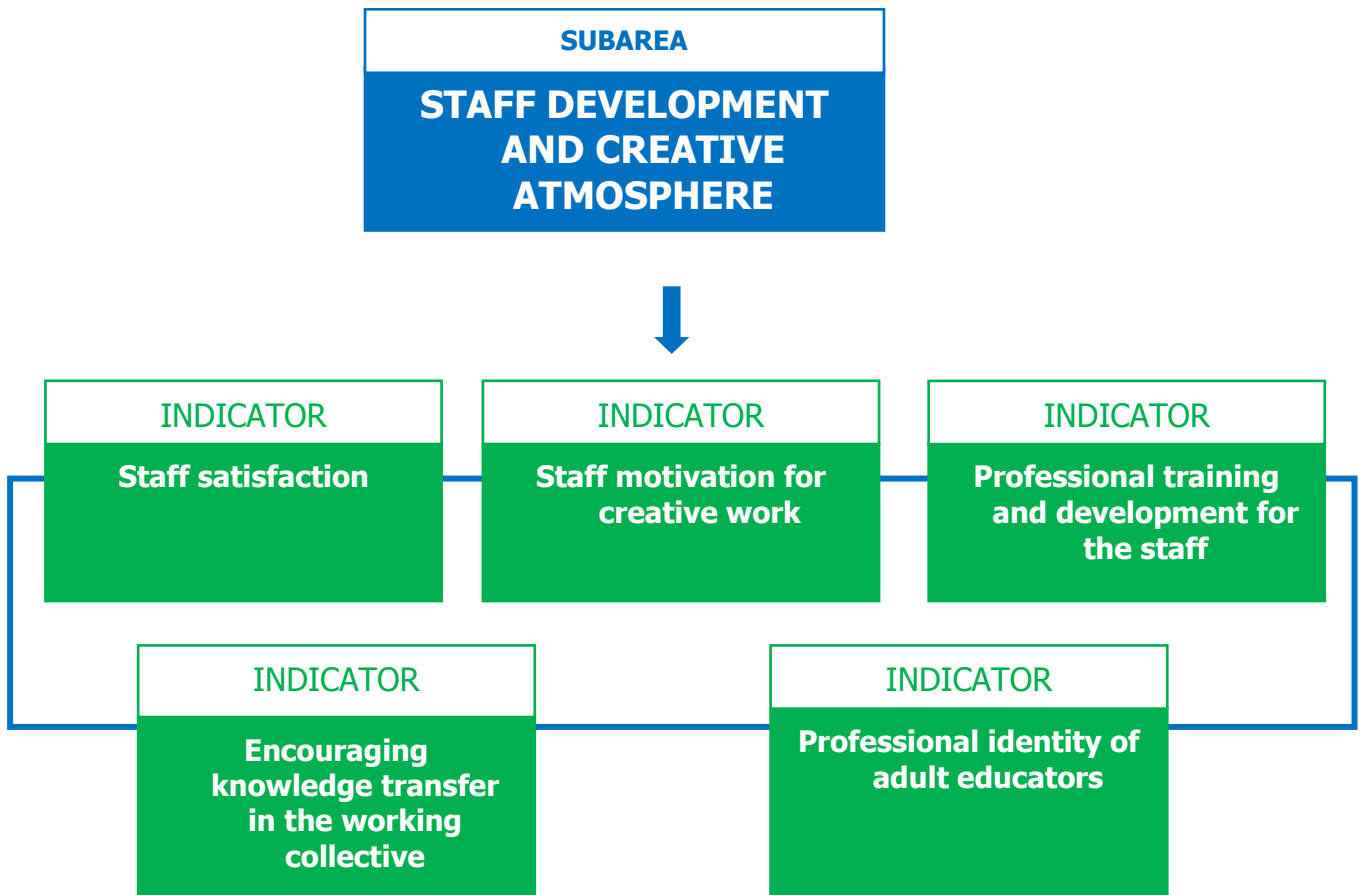 SUBAREA
STAFF DEVELOPMENT
AND CREATIVE
ATMOSPHERE
INDICATOR
Staff satisfaction
INDICATOR
Staff motivation for
creative work
INDICATOR
Professional training
and development for
the staff
INDICATOR
Encouraging
knowledge transfer
in the working
collective
INDICATOR
Professional identity of
adult educators